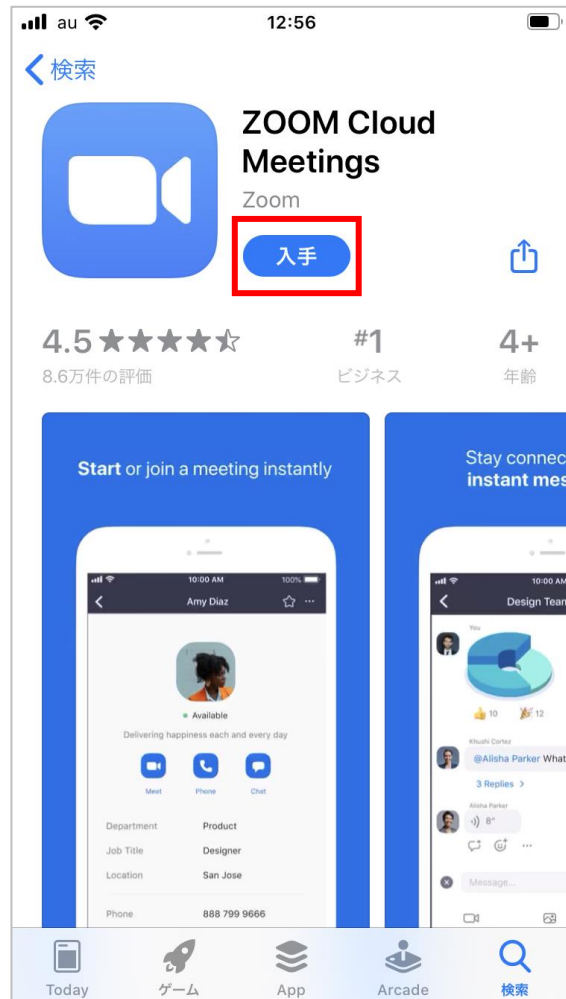 au 12:56
検索
ZOOM Cloud
Meetings
Zoom
入手
4.5 #1 4+
8.6万件の評価 ビジネス 年齢
Start or join a meeting instantly
10:00 AM 100%
Amy Diaz
Available
Delivering happiness each and every day
Meet Phone Chat
Department Product
Job Title Designer
Location San Jose
Phone 888 799 9666
Stay connec
instant mes
10:00 AM
Design Team
You
10 12
Khushi Cortez
@Alisha Parker What
3 Replies
Alisha Parker
8"
Message...
Today ゲーム App Arcade 検索